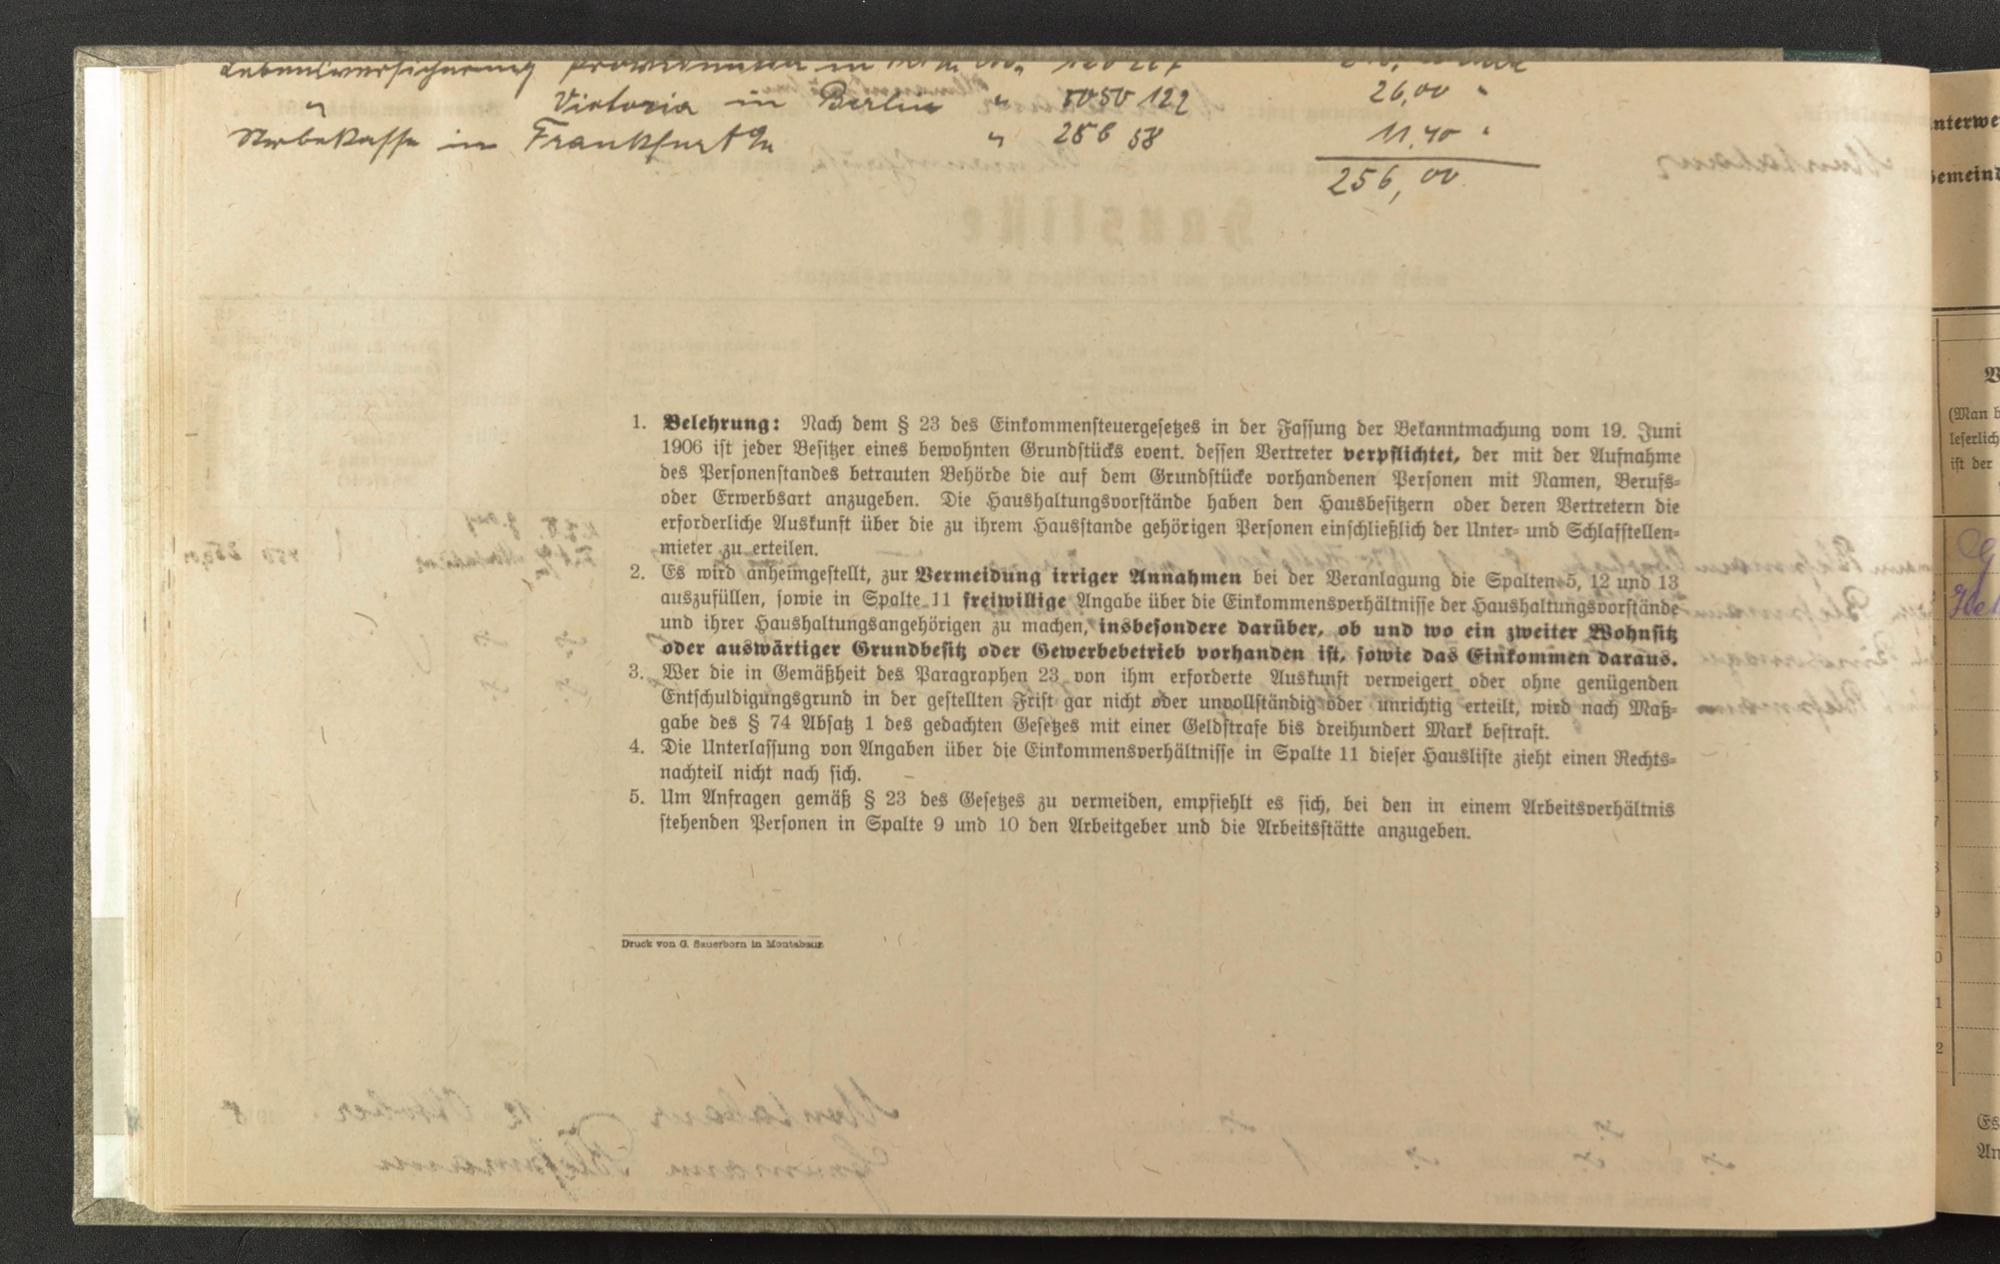 Lebensversicherung in
" Victoria in Berlin " 5050 122 26,00 "
Sterbekasse in Frankfurt a/M " 286 58 11,40 "
256,00
1. Belehrung: Nach dem § 23 des Einkommensteuergesetzes in der Fassung der Bekanntmachung vom 19. Juni
1906 ist jeder Besitzer eines bewohnten Grundstücks event. dessen Vertreter verpflichtet, der mit der Aufnahme
des Personenstandes betrauten Behörde die auf dem Grundstücke vorhandenen Personen mit Namen, Berufs-
oder Erwerbsart anzugeben. Die Haushaltungsvorstände haben den Hausbesitzern oder deren Vertretern die
erforderliche Auskunft über die zu ihrem Hausstande gehörigen Personen einschließlich der Unter- und Schlafstellen-
mieter zu erteilen.
2. Es wird anheimgestellt, zur Vermeidung irriger Annahmen bei der Veranlagung die Spalten 5, 12 und 13
auszufüllen, sowie in Spalte 11 freiwillige Angabe über die Einkommensverhältnisse der Haushaltungsvorstände
und ihrer Haushaltungsangehörigen zu machen, insbesondere darüber, ob und wo ein zweiter Wohnsitz
oder auswärtiger Grundbesitz oder Gewerbebetrieb vorhanden ist, sowie das Einkommen daraus.
3. Wer die in Gemäßheit des Paragraphen 23 von ihm erforderte Auskunft verweigert oder ohne genügenden
Entschuldigungsgrund in der gestellten Frist gar nicht oder unvollständig oder unrichtig erteilt, wird nach Maß-
gabe des § 74 Absatz 1 des gedachten Gesetzes mit einer Geldstrafe bis dreihundert Mark bestraft.
4. Die Unterlassung von Angaben über die Einkommensverhältnisse in Spalte 11 dieser Hausliste zieht einen Rechts-
nachteil nicht nach sich.
5. Um Anfragen gemäß § 23 des Gesetzes zu vermeiden, empfiehlt es sich, bei den in einem Arbeitsverhältnis
stehenden Personen in Spalte 9 und 10 den Arbeitgeber und die Arbeitsstätte anzugeben.
Druck von G. Sauerborn in Montabaur.